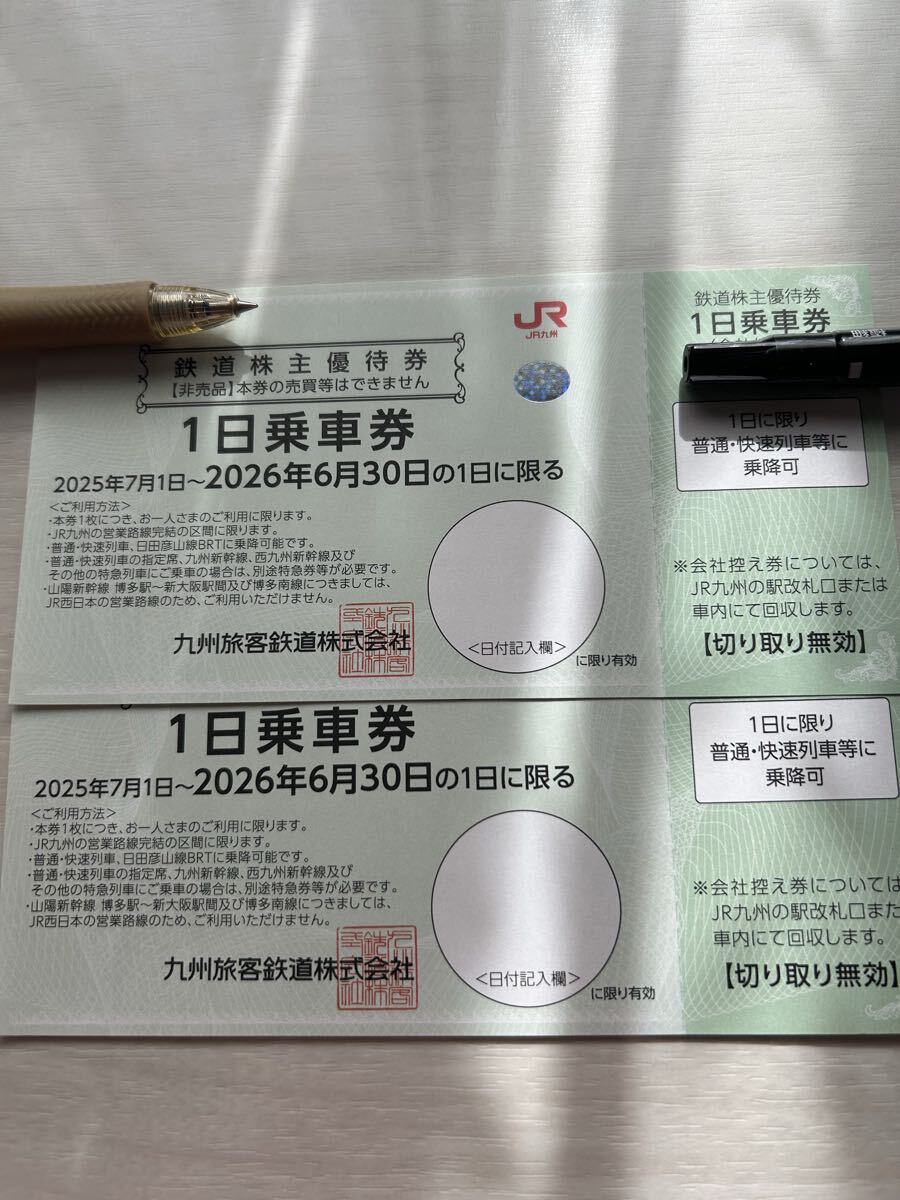 JR
JR九州
鉄道株主優待券
【非売品】本券の売買等はできません
1日乗車券
2025年7月1日～2026年6月30日の1日に限る
<ご利用方法>
・本券1枚につき、お一人さまのご利用に限ります。
・JR九州の営業路線完結の区間に限ります。
・普通・快速列車、日田彦山線BRTに乗降可能です。
・普通・快速列車の指定席、九州新幹線、西九州新幹線及び
その他の特急列車にご乗車の場合は、別途特急券等が必要です。
・山陽新幹線 博多駅～新大阪駅間及び博多南線につきましては、
JR西日本の営業路線のため、ご利用いただけません。
九州旅客鉄道株式会社
<日付記入欄>
に限り有効
鉄道株主優待券
1日乗車券
1日に限り
普通・快速列車等に
乗降可
※会社控え券については、
JR九州の駅改札口または
車内にて回収します。
【切り取り無効】
1日乗車券
2025年7月1日～2026年6月30日の1日に限る
<ご利用方法>
・本券1枚につき、お一人さまのご利用に限ります。
・JR九州の営業路線完結の区間に限ります。
・普通・快速列車、日田彦山線BRTに乗降可能です。
・普通・快速列車の指定席、九州新幹線、西九州新幹線及び
その他の特急列車にご乗車の場合は、別途特急券等が必要です。
・山陽新幹線 博多駅～新大阪駅間及び博多南線につきましては、
JR西日本の営業路線のため、ご利用いただけません。
九州旅客鉄道株式会社
<日付記入欄>
に限り有効
1日に限り
普通・快速列車等に
乗降可
※会社控え券については
JR九州の駅改札口また
車内にて回収します。
【切り取り無効】